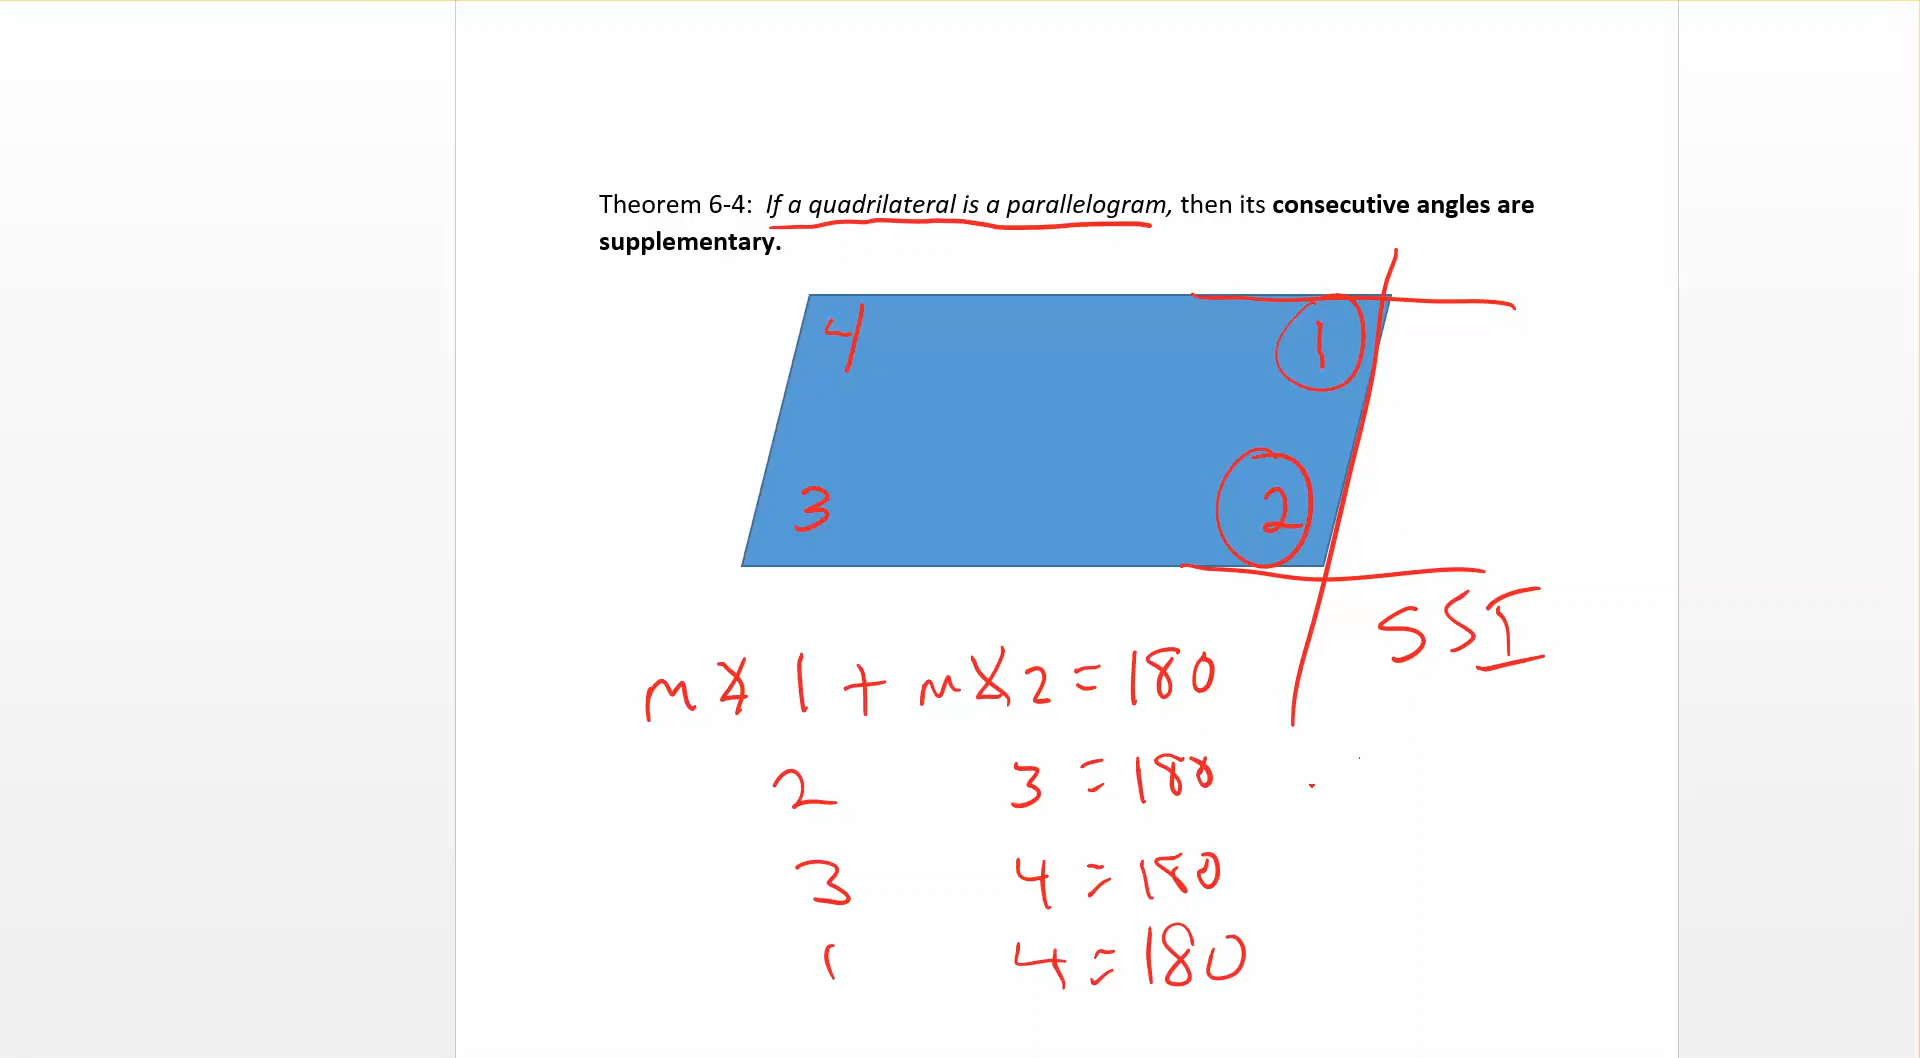 Theorem 6-4: If a quadrilateral is a parallelogram, then its consecutive angles are
supplementary.
4 1
3 2
SSI
m∡ 1 + m∡2 = 180
2 3 = 180
3 4 = 180
1 4 = 180